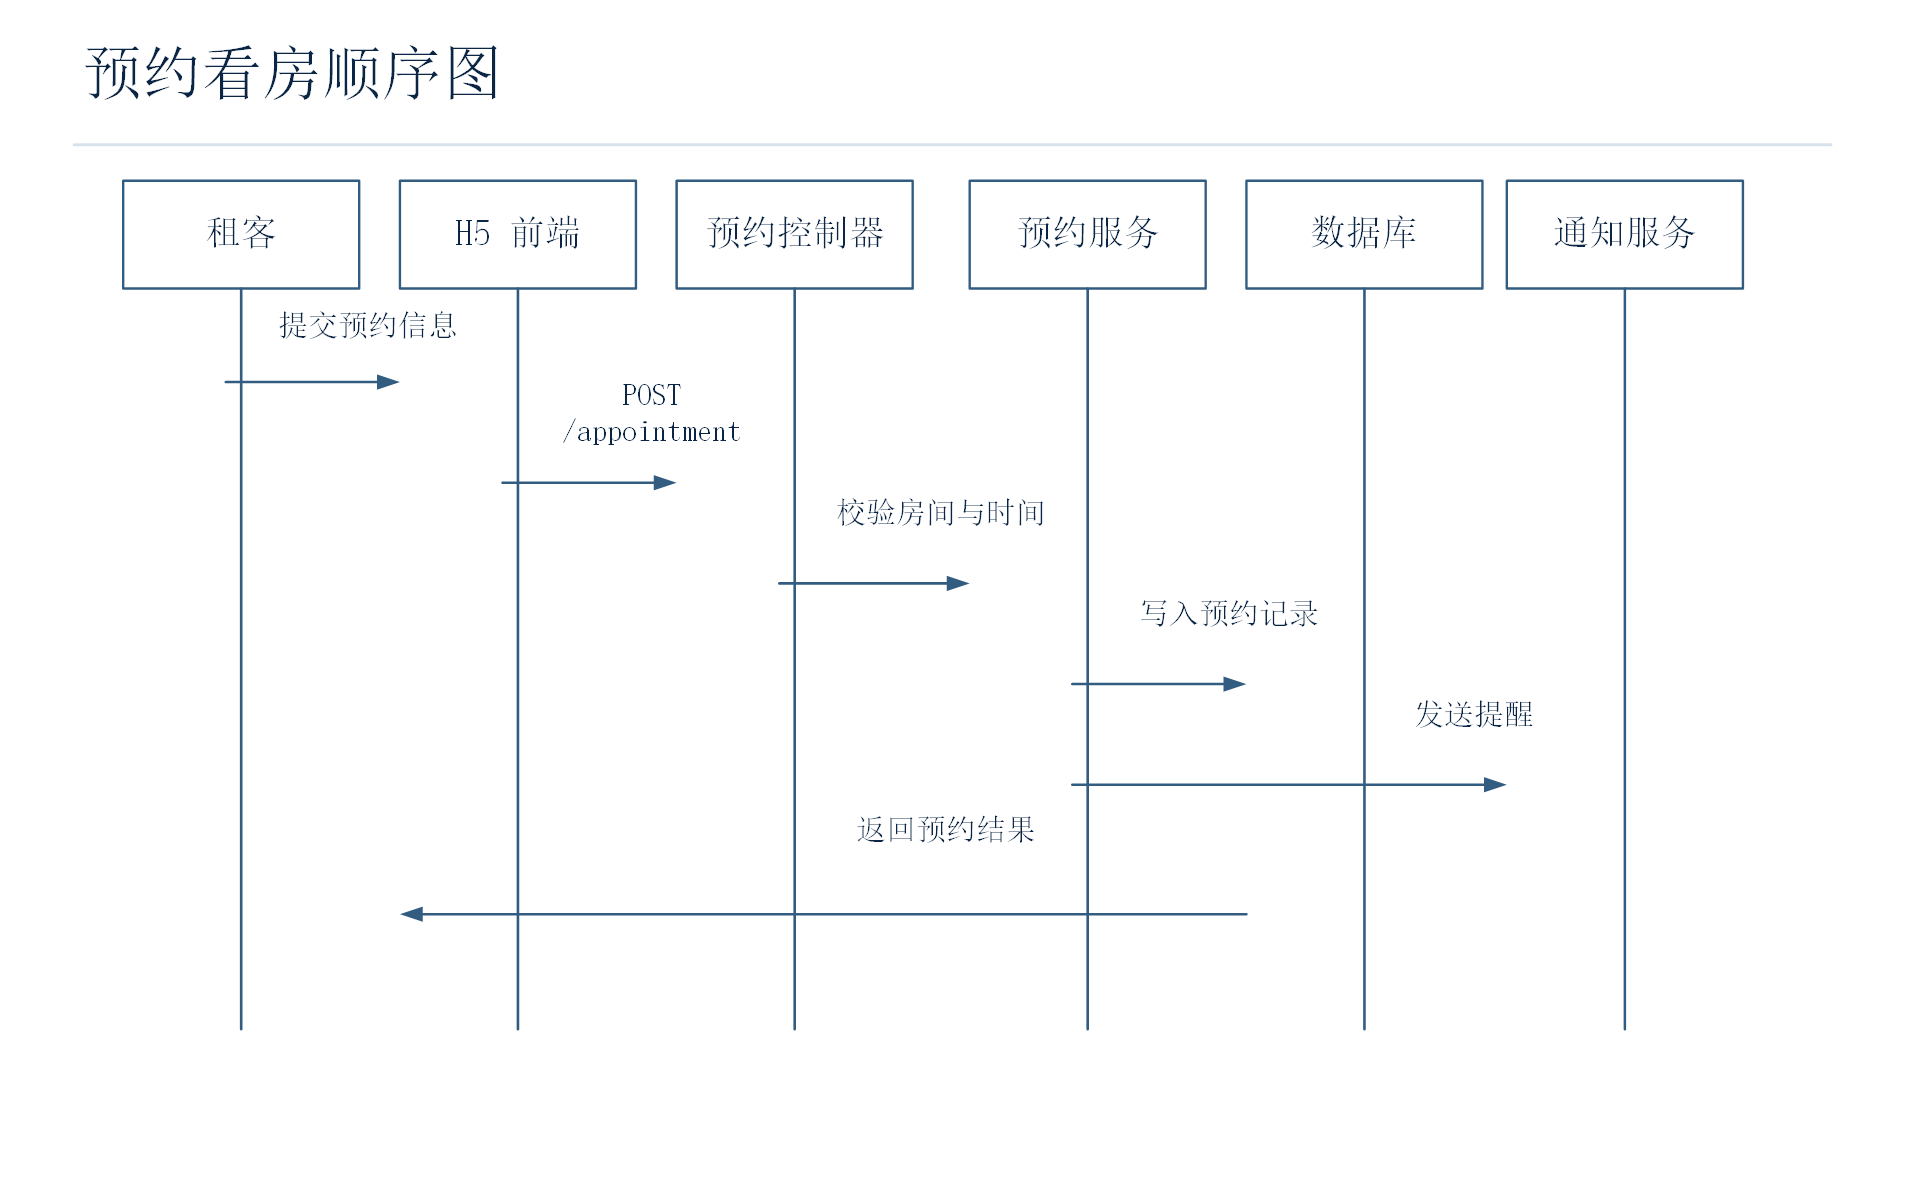 预约看房顺序图
租客
H5 前端
预约控制器
预约服务
数据库
通知服务
提交预约信息
POST
/appointment
校验房间与时间
写入预约记录
发送提醒
返回预约结果